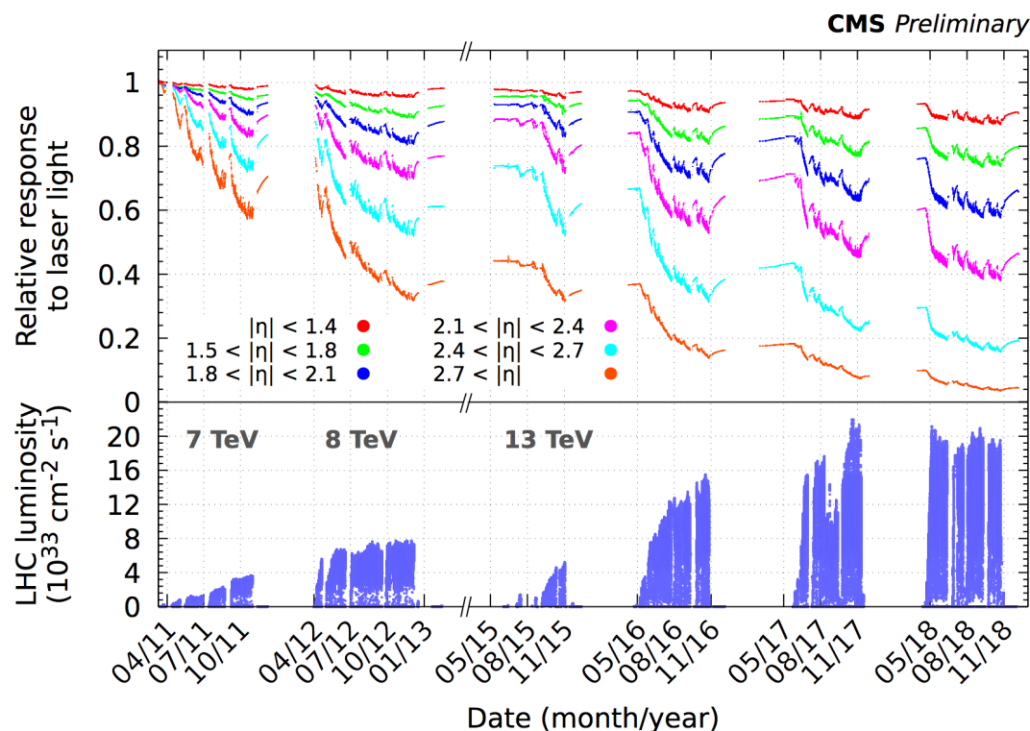 CMS Preliminary
Relative response
to laser light
1
0.8
0.6
0.4
0.2
0
|η| < 1.4
1.5 < |η| < 1.8
1.8 < |η| < 2.1
2.1 < |η| < 2.4
2.4 < |η| < 2.7
2.7 < |η|
LHC luminosity
(10³³ cm⁻² s⁻¹)
20
16
12
8
4
0
7 TeV
8 TeV
13 TeV
04/11
07/11
10/11
04/12
07/12
10/12
01/13
05/15
08/15
11/15
05/16
08/16
11/16
05/17
08/17
11/17
05/18
08/18
11/18
Date (month/year)